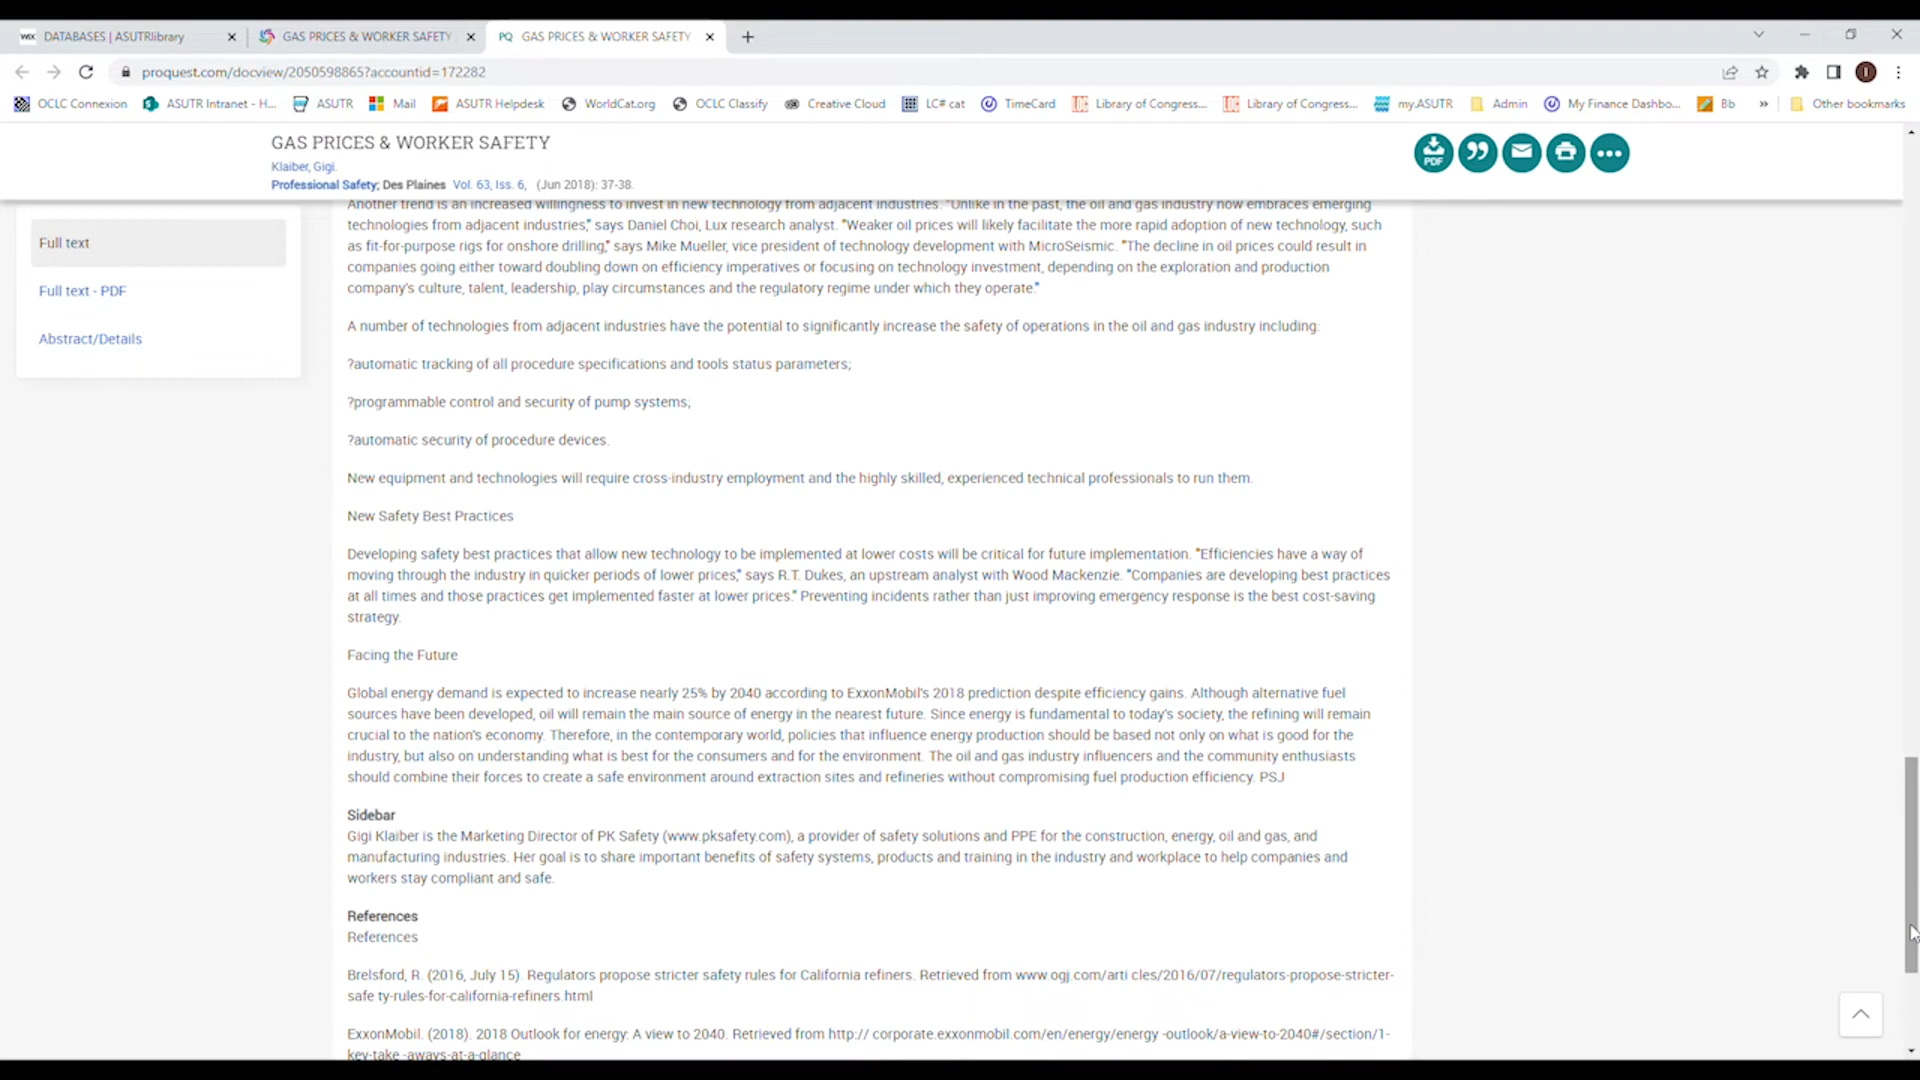 WIX DATABASES | ASUTRlibrary
GAS PRICES & WORKER SAFETY
PQ GAS PRICES & WORKER SAFETY
proquest.com/docview/2050598865?accountid=172282
OCLC Connexion ASUTR Intranet - H... ASUTR Mail ASUTR Helpdesk WorldCat.org OCLC Classify Creative Cloud LC# cat TimeCard Library of Congress... Library of Congress... my.ASUTR Admin My Finance Dashbo... Bb » Other bookmarks
GAS PRICES & WORKER SAFETY
Klaiber, Gigi.
Professional Safety; Des Plaines Vol. 63, Iss. 6, (Jun 2018): 37-38.
PDF
Full text
Full text - PDF
Abstract/Details
Another trend is an increased willingness to invest in new technology from adjacent industries. "Unlike in the past, the oil and gas industry now embraces emerging
technologies from adjacent industries," says Daniel Choi, Lux research analyst. "Weaker oil prices will likely facilitate the more rapid adoption of new technology, such
as fit-for-purpose rigs for onshore drilling," says Mike Mueller, vice president of technology development with MicroSeismic. "The decline in oil prices could result in
companies going either toward doubling down on efficiency imperatives or focusing on technology investment, depending on the exploration and production
company's culture, talent, leadership, play circumstances and the regulatory regime under which they operate."
A number of technologies from adjacent industries have the potential to significantly increase the safety of operations in the oil and gas industry including:
?automatic tracking of all procedure specifications and tools status parameters;
?programmable control and security of pump systems;
?automatic security of procedure devices.
New equipment and technologies will require cross-industry employment and the highly skilled, experienced technical professionals to run them.
New Safety Best Practices
Developing safety best practices that allow new technology to be implemented at lower costs will be critical for future implementation. "Efficiencies have a way of
moving through the industry in quicker periods of lower prices," says R.T. Dukes, an upstream analyst with Wood Mackenzie. "Companies are developing best practices
at all times and those practices get implemented faster at lower prices." Preventing incidents rather than just improving emergency response is the best cost-saving
strategy.
Facing the Future
Global energy demand is expected to increase nearly 25% by 2040 according to ExxonMobil's 2018 prediction despite efficiency gains. Although alternative fuel
sources have been developed, oil will remain the main source of energy in the nearest future. Since energy is fundamental to today's society, the refining will remain
crucial to the nation's economy. Therefore, in the contemporary world, policies that influence energy production should be based not only on what is good for the
industry, but also on understanding what is best for the consumers and for the environment. The oil and gas industry influencers and the community enthusiasts
should combine their forces to create a safe environment around extraction sites and refineries without compromising fuel production efficiency. PSJ
Sidebar
Gigi Klaiber is the Marketing Director of PK Safety (www.pksafety.com), a provider of safety solutions and PPE for the construction, energy, oil and gas, and
manufacturing industries. Her goal is to share important benefits of safety systems, products and training in the industry and workplace to help companies and
workers stay compliant and safe.
References
References
Brelsford, R. (2016, July 15). Regulators propose stricter safety rules for California refiners. Retrieved from www.ogj.com/arti cles/2016/07/regulators-propose-stricter-
safe ty-rules-for-california-refiners.html
ExxonMobil. (2018). 2018 Outlook for energy: A view to 2040. Retrieved from http:// corporate.exxonmobil.com/en/energy/energy -outlook/a-view-to-2040#/section/1-
key-take -aways-at-a-glance